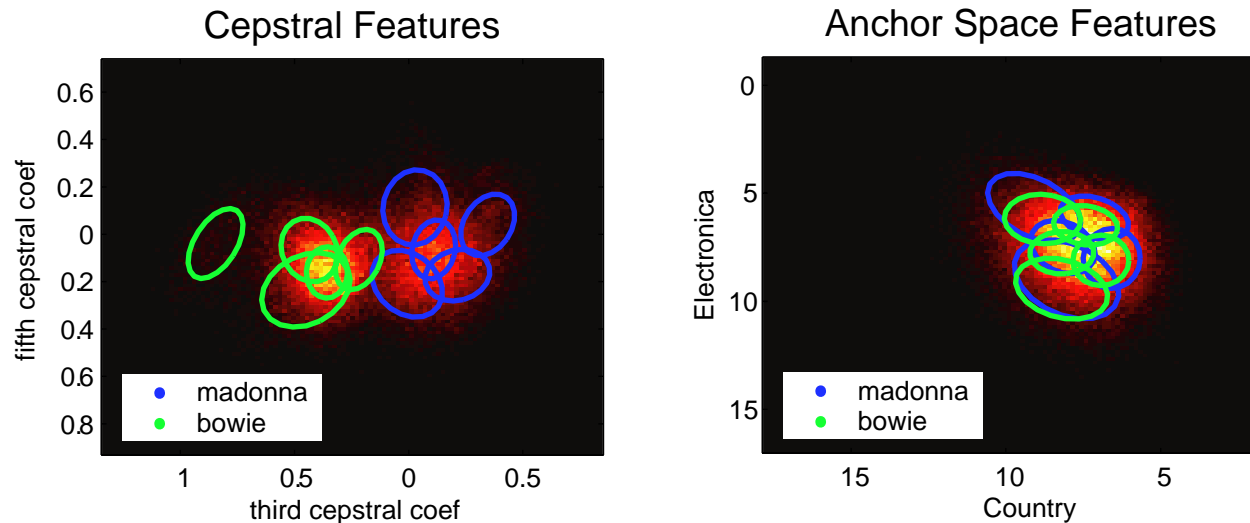 Cepstral Features
0.6
0.4
0.2
0
0.2
0.4
0.6
0.8
fifth cepstral coef
madonna
bowie
1
0.5
0
0.5
third cepstral coef
Anchor Space Features
0
5
10
15
Electronica
madonna
bowie
15
10
5
Country